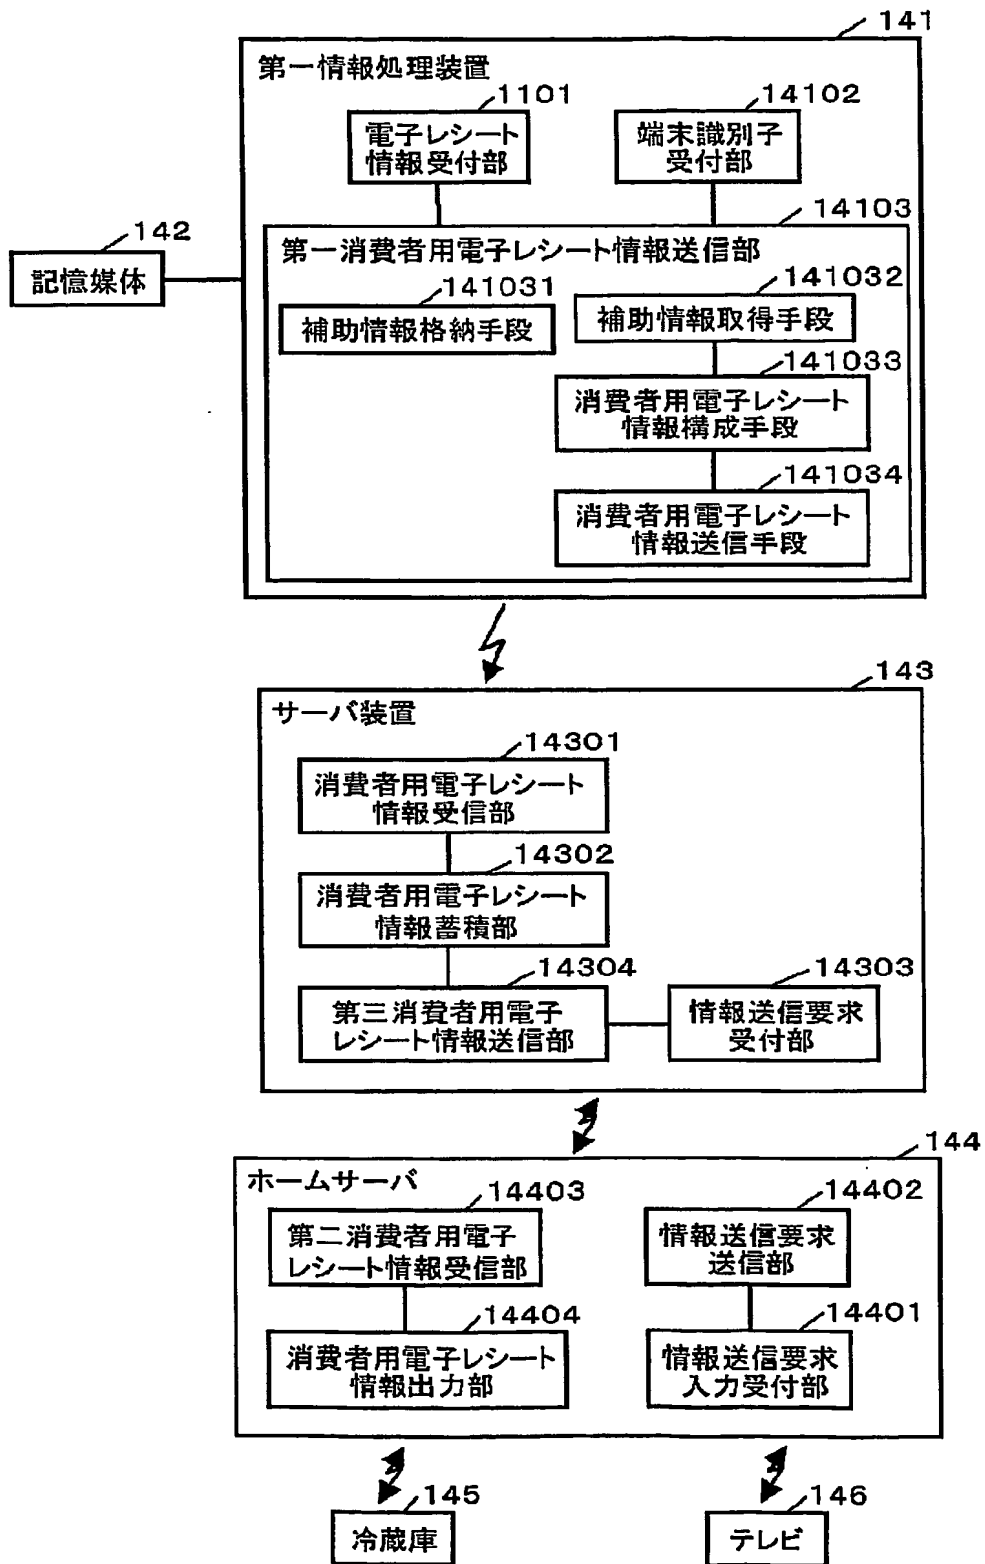 141
第一情報処理装置
1101
電子レシート
情報受付部
14102
端末識別子
受付部
14103
第一消費者用電子レシート情報送信部
142
記憶媒体
141031
補助情報格納手段
141032
補助情報取得手段
141033
消費者用電子レシート
情報構成手段
141034
消費者用電子レシート
情報送信手段
143
サーバ装置
14301
消費者用電子レシート
情報受信部
14302
消費者用電子レシート
情報蓄積部
14304
第三消費者用電子
レシート情報送信部
14303
情報送信要求
受付部
144
ホームサーバ
14403
第二消費者用電子
レシート情報受信部
14402
情報送信要求
送信部
14404
消費者用電子レシート
情報出力部
14401
情報送信要求
入力受付部
145
冷蔵庫
146
テレビ